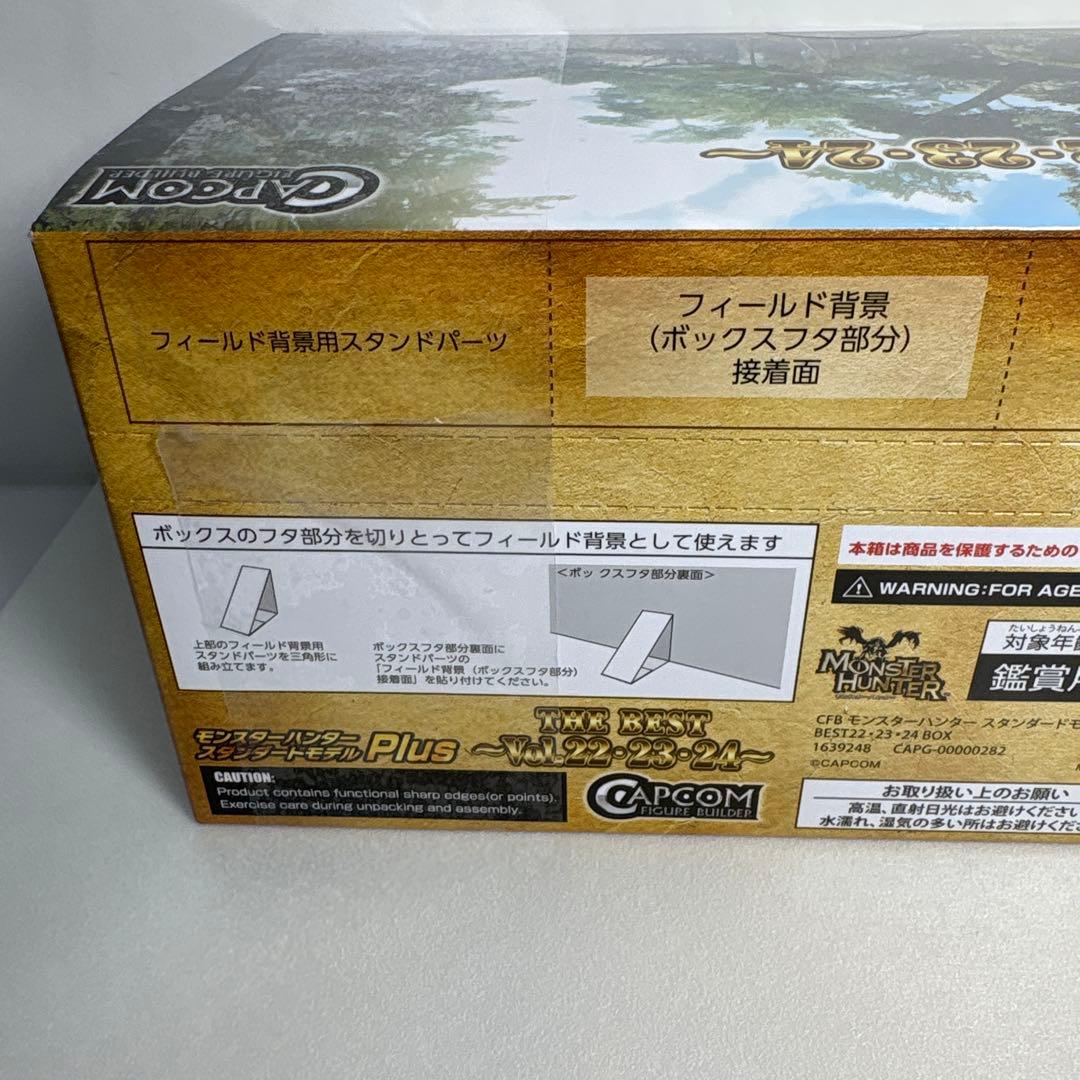 2・23・24〜
CAPCOM
FIGURE BUILDER
フィールド背景用スタンドパーツ
フィールド背景
（ボックスフタ部分）
接着面
ボックスのフタ部分を切りとってフィールド背景として使えます
上部のフィールド背景用
スタンドパーツを三角形に
組み立てます。
＜ボックスフタ部分裏面＞
ボックスフタ部分裏面に
スタンドパーツの
「フィールド背景（ボックスフタ部分）
接着面」を貼り付けてください。
モンスターハンター
スタンダードモデル Plus
THE BEST
〜Vol.22・23・24〜
CAUTION:
Product contains functional sharp edges(or points).
Exercise care during unpacking and assembly.
CAPCOM
FIGURE BUILDER
本箱は商品を保護するための
WARNING:FOR AGE
MONSTER
HUNTER
たいしょうねん
対象年齢
鑑賞用
CFB モンスターハンター スタンダードモ
BEST22・23・24 BOX
1639248 CAPG-00000282
©CAPCOM
お取り扱い上のお願い
高温、直射日光はお避けください
水濡れ、湿気の多い所はお避けくだ